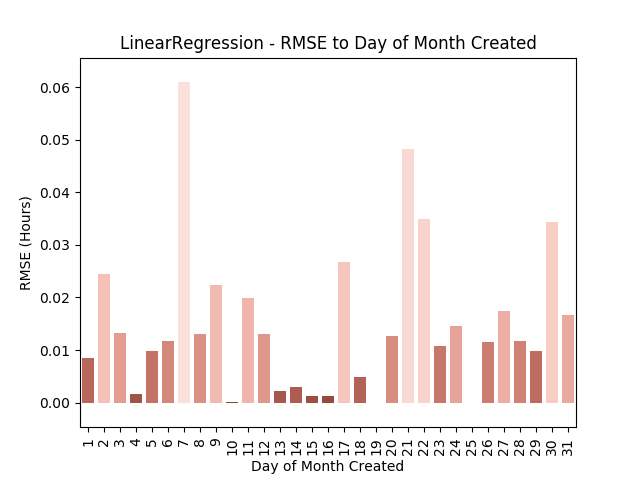 LinearRegression - RMSE to Day of Month Created
0.06
0.05
0.04
0.03
0.02
0.01
0.00
RMSE (Hours)
1 2 3 4 5 6 7 8 9 10 11 12 13 14 15 16 17 18 19 20 21 22 23 24 25 26 27 28 29 30 31
Day of Month Created